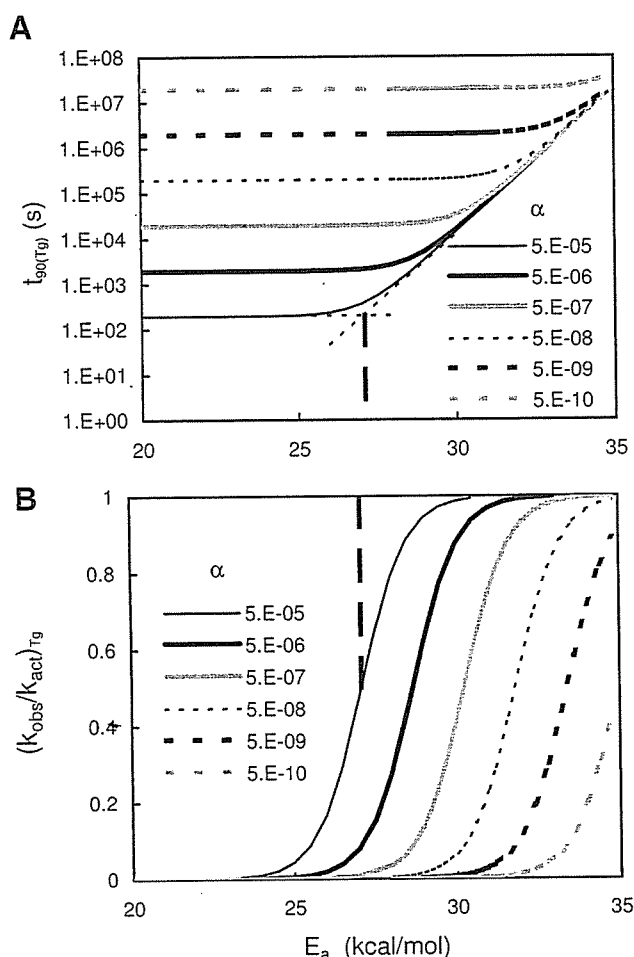 A
t90(Tg) (s)
1.E+08
1.E+07
1.E+06
1.E+05
1.E+04
1.E+03
1.E+02
1.E+01
1.E+00
20
25
30
35
α
5.E-05
5.E-06
5.E-07
5.E-08
5.E-09
5.E-10
B
(kobs/kact)Tg
1
0.8
0.6
0.4
0.2
0
20
25
30
35
α
5.E-05
5.E-06
5.E-07
5.E-08
5.E-09
5.E-10
Ea (kcal/mol)